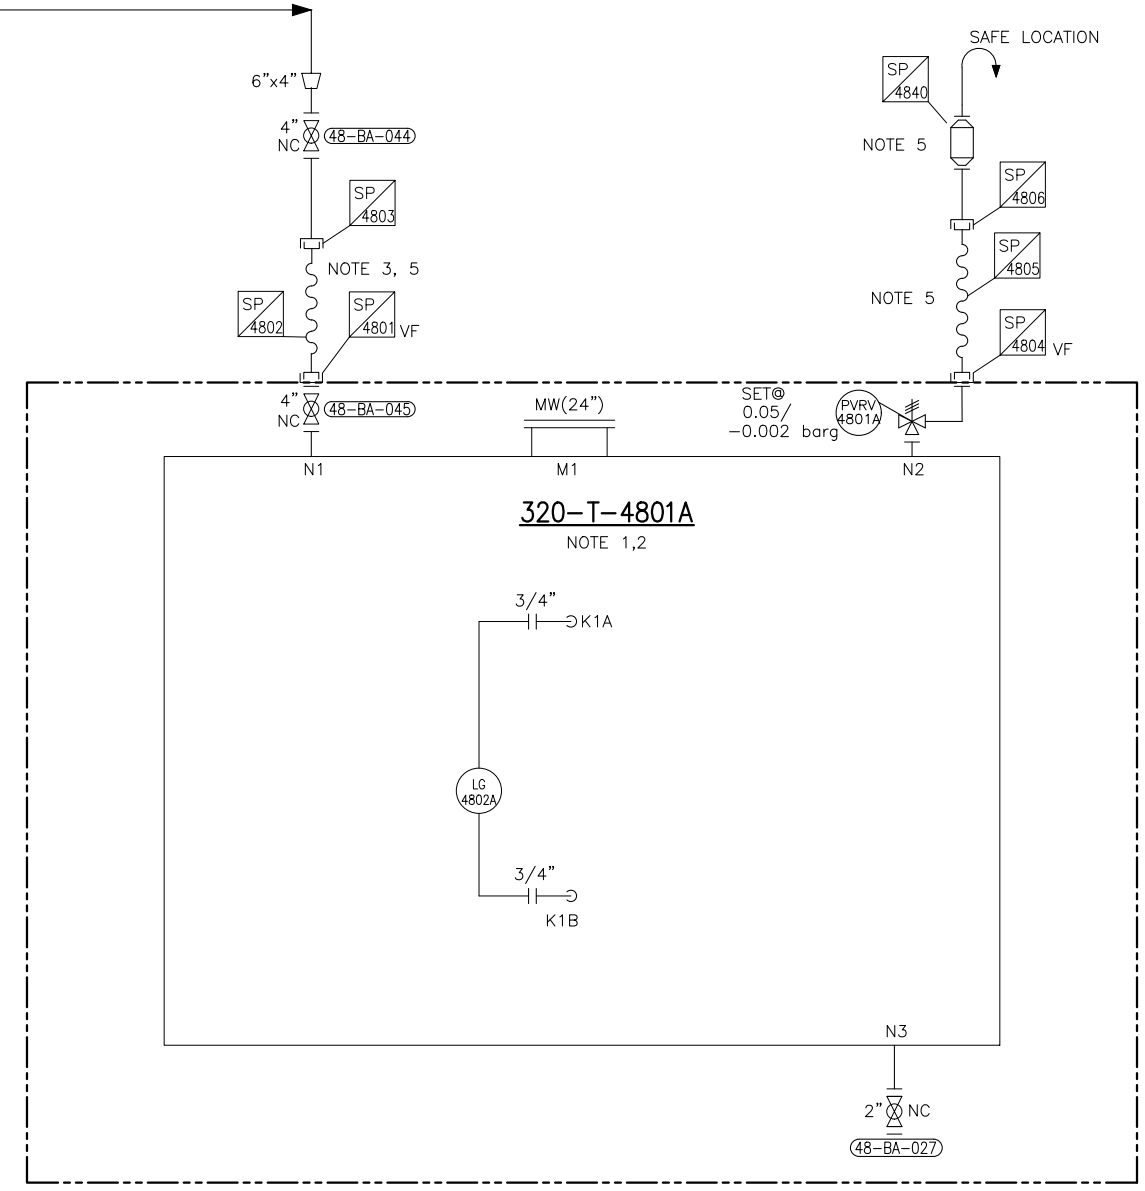 SAFE LOCATION
SP
4840
6”x4”
4”
NC
48-BA-044
NOTE 5
SP
4803
SP
4806
NOTE 3, 5
SP
4805
SP
4802
SP
4801
VF
NOTE 5
SP
4804
VF
4”
NC
48-BA-045
MW(24”)
SET@
0.05/
-0.002 barg
PVRV
4801A
N1
M1
N2
320-T-4801A
NOTE 1,2
3/4”
K1A
LG
4802A
3/4”
K1B
N3
2”
NC
48-BA-027